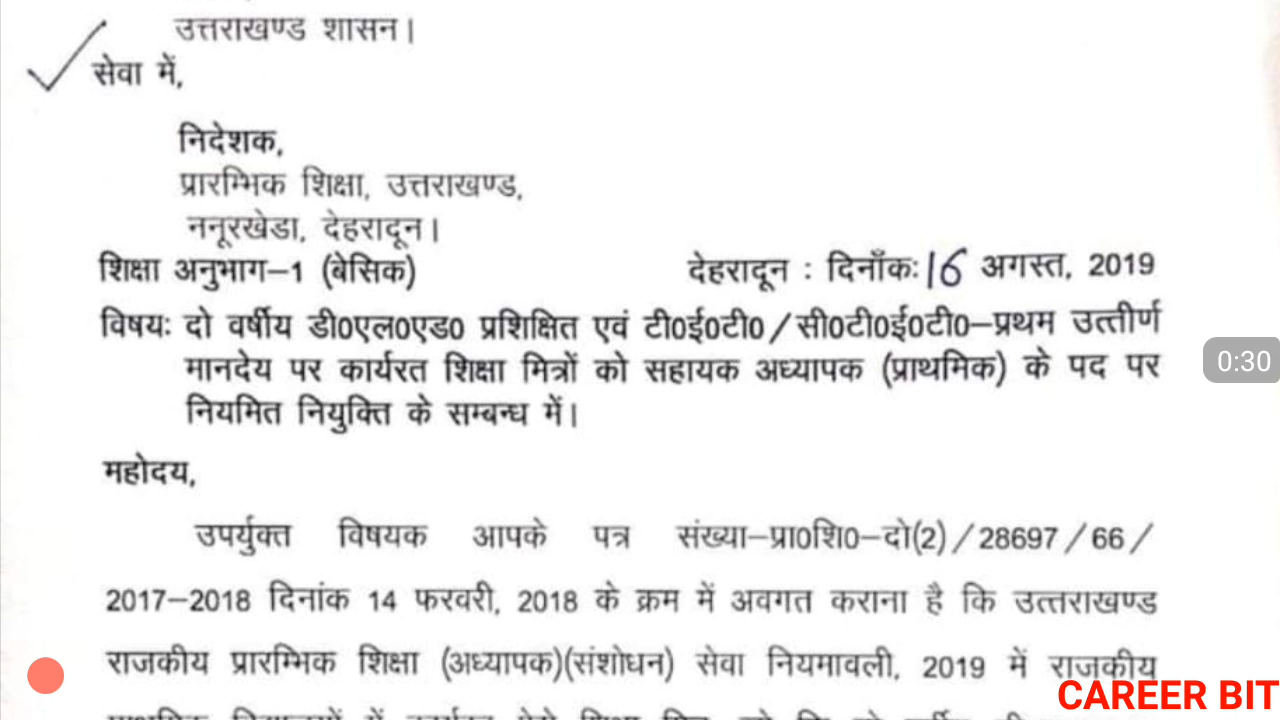 उत्तराखण्ड शासन।
सेवा में,
निदेशक,
प्रारम्भिक शिक्षा, उत्तराखण्ड,
ननूरखेडा, देहरादून।
शिक्षा अनुभाग–1 (बेसिक) देहरादून : दिनाँकः 16 अगस्त, 2019
विषयः दो वर्षीय डी0एल0एड0 प्रशिक्षित एवं टी0ई0टी0/सी0टी0ई0टी0–प्रथम उत्तीर्ण
0:30
मानदेय पर कार्यरत शिक्षा मित्रों को सहायक अध्यापक (प्राथमिक) के पद पर
नियमित नियुक्ति के सम्बन्ध में।
महोदय,
उपर्युक्त विषयक आपके पत्र संख्या–प्रा0शि0–दो(2)/28697/66/
2017–2018 दिनांक 14 फरवरी, 2018 के क्रम में अवगत कराना है कि उत्तराखण्ड
राजकीय प्रारम्भिक शिक्षा (अध्यापक)(संशोधन) सेवा नियमावली, 2019 में राजकीय
CAREER BIT